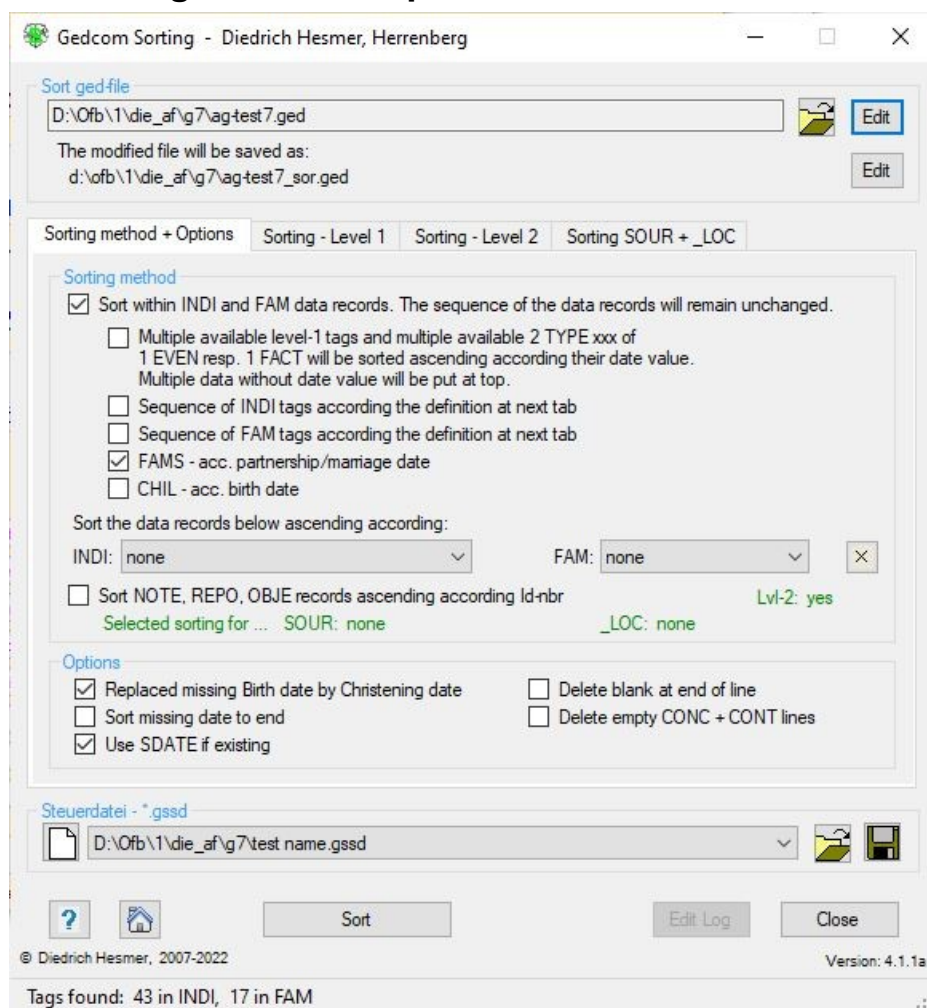 Gedcom Sorting - Diedrich Hesmer, Herrenberg
Sort ged-file
D:\Ofb\1\die_af\g7\ag-test7.ged
Edit
The modified file will be saved as:
d:\ofb\1\die_af\g7\ag-test7_sor.ged
Edit
Sorting method + Options
Sorting - Level 1
Sorting - Level 2
Sorting SOUR + _LOC
Sorting method
Sort within INDI and FAM data records. The sequence of the data records will remain unchanged.
Multiple available level-1 tags and multiple available 2 TYPE xxx of
1 EVEN resp. 1 FACT will be sorted ascending according their date value.
Multiple data without date value will be put at top.
Sequence of INDI tags according the definition at next tab
Sequence of FAM tags according the definition at next tab
FAMS - acc. partnership/marriage date
CHIL - acc. birth date
Sort the data records below ascending according:
INDI: none
FAM: none
Sort NOTE, REPO, OBJE records ascending according Id-nbr
Lvl-2: yes
Selected sorting for ... SOUR: none
_LOC: none
Options
Replaced missing Birth date by Christening date
Delete blank at end of line
Sort missing date to end
Delete empty CONC + CONT lines
Use SDATE if existing
Steuerdatei - *.gssd
D:\Ofb\1\die_af\g7\test name.gssd
?
Sort
Edit Log
Close
© Diedrich Hesmer, 2007-2022
Version: 4.1.1a
Tags found: 43 in INDI, 17 in FAM